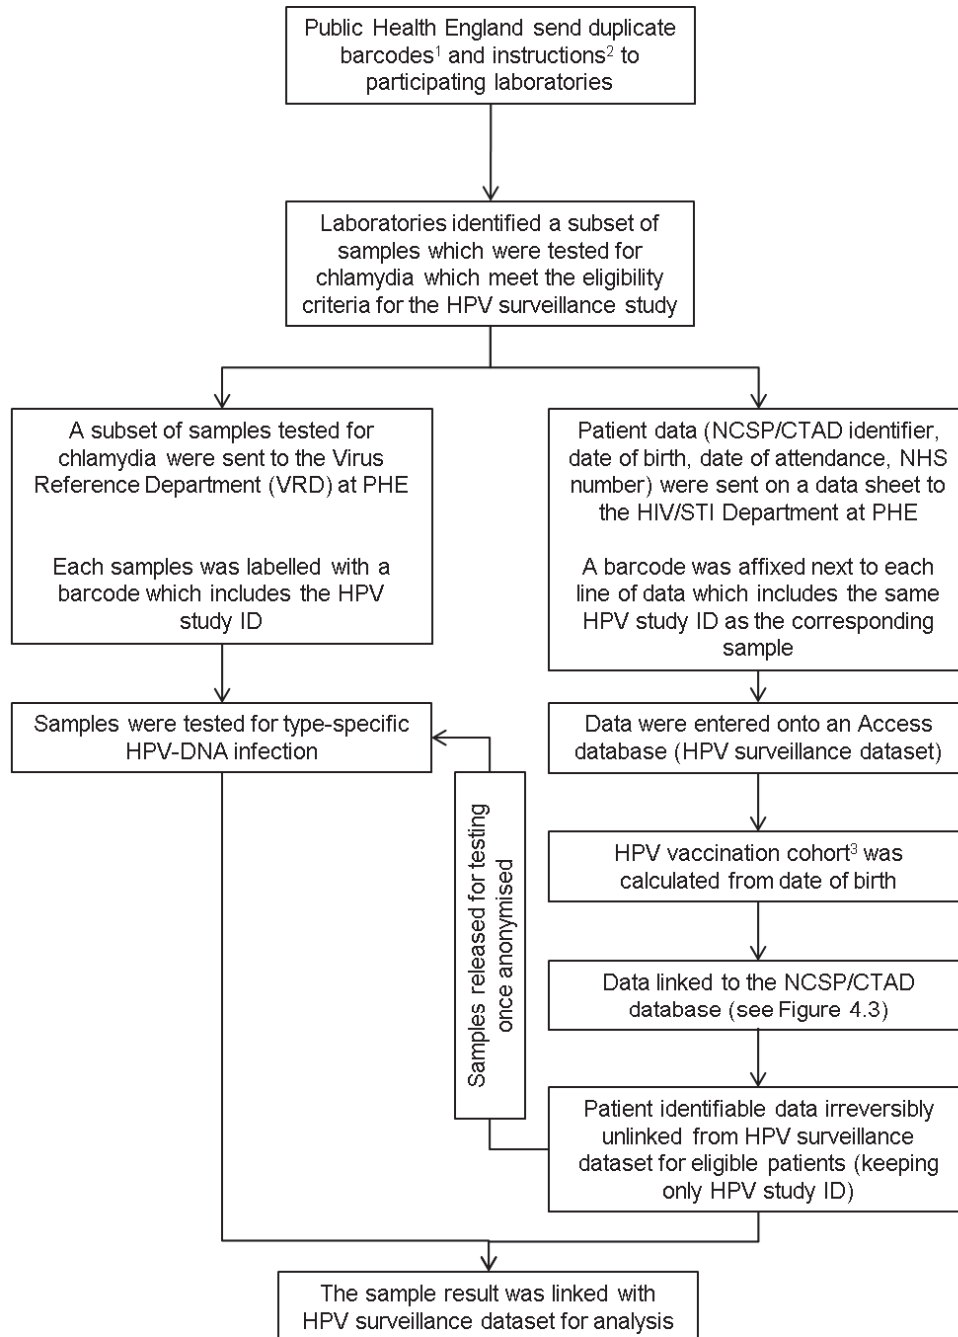 Public Health England send duplicate
barcodes¹ and instructions² to
participating laboratories
Laboratories identified a subset of
samples which were tested for
chlamydia which meet the eligibility
criteria for the HPV surveillance study
A subset of samples tested for
chlamydia were sent to the Virus
Reference Department (VRD) at PHE
Each samples was labelled with a
barcode which includes the HPV
study ID
Patient data (NCSP/CTAD identifier,
date of birth, date of attendance, NHS
number) were sent on a data sheet to
the HIV/STI Department at PHE
A barcode was affixed next to each
line of data which includes the same
HPV study ID as the corresponding
sample
Samples were tested for type-specific
HPV-DNA infection
Data were entered onto an Access
database (HPV surveillance dataset)
Samples released for testing
once anonymised
HPV vaccination cohort³ was
calculated from date of birth
Data linked to the NCSP/CTAD
database (see Figure 4.3)
Patient identifiable data irreversibly
unlinked from HPV surveillance
dataset for eligible patients (keeping
only HPV study ID)
The sample result was linked with
HPV surveillance dataset for analysis